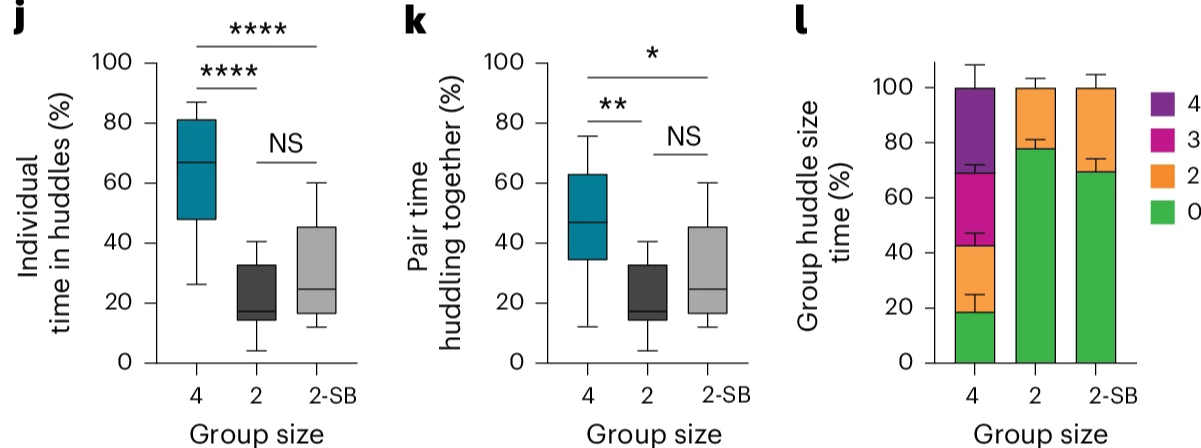 j
****
****
NS
100
80
60
40
20
0
Individual
time in huddles (%)
4 2 2-SB
Group size
k
*
**
NS
100
80
60
40
20
0
Pair time
huddling together (%)
4 2 2-SB
Group size
l
100
80
60
40
20
0
Group huddle size
time (%)
4 2 2-SB
Group size
4
3
2
0